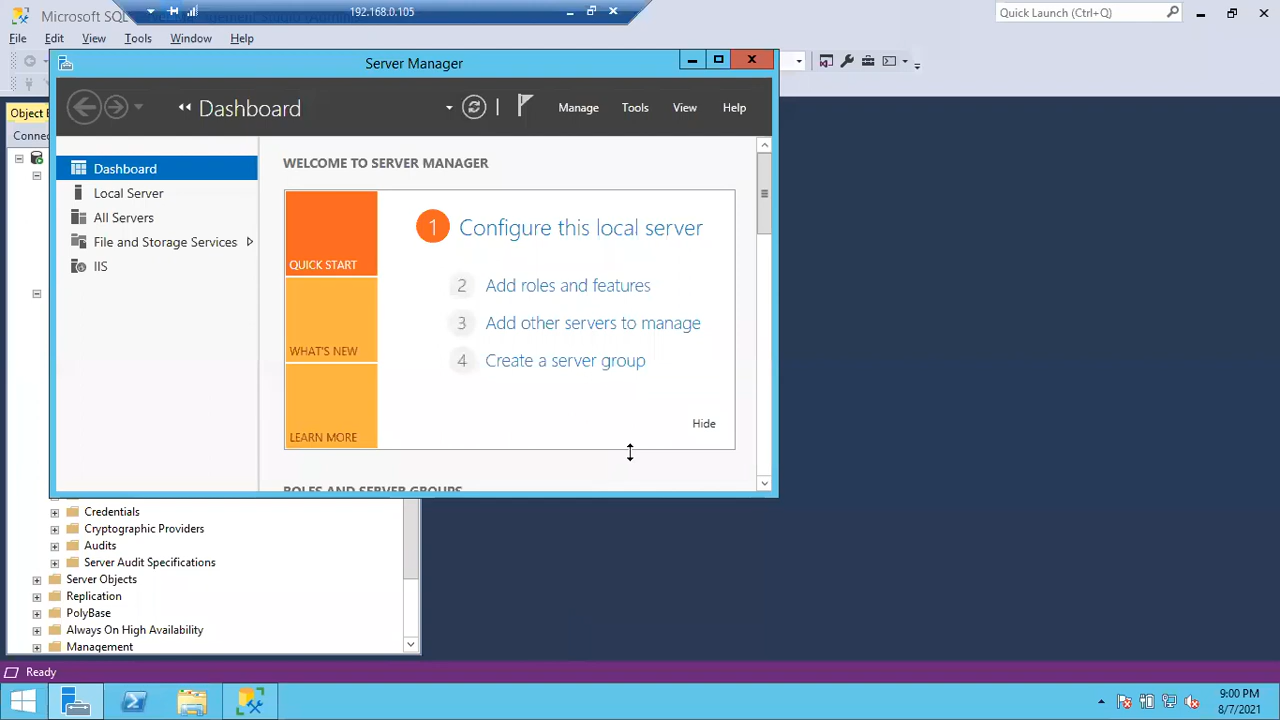 Microsoft SQL
192.168.0.105
Quick Launch (Ctrl+Q)
File Edit View Tools Window Help
Server Manager
Dashboard
Manage Tools View Help
Object E
Connec
Dashboard
Local Server
All Servers
File and Storage Services
IIS
WELCOME TO SERVER MANAGER
QUICK START
WHAT'S NEW
LEARN MORE
1 Configure this local server
2 Add roles and features
3 Add other servers to manage
4 Create a server group
Hide
ROLES AND SERVER GROUPS
Credentials
Cryptographic Providers
Audits
Server Audit Specifications
Server Objects
Replication
PolyBase
Always On High Availability
Management
Ready
9:00 PM
8/7/2021